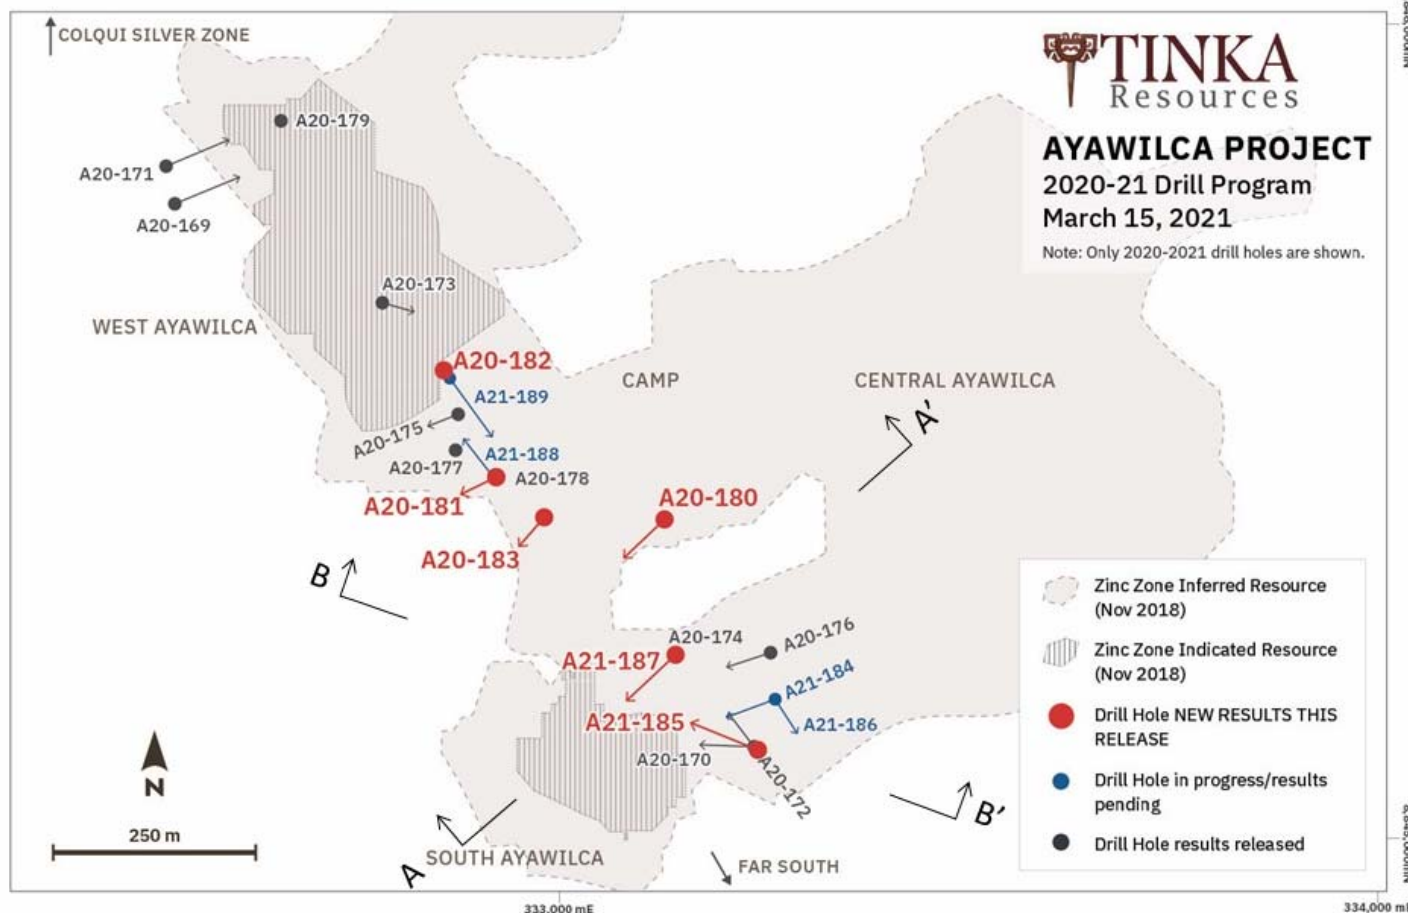 COLQUI SILVER ZONE
TINKA
Resources
AYAWILCA PROJECT
2020-21 Drill Program
March 15, 2021
Note: Only 2020-2021 drill holes are shown.
A20-179
A20-171
A20-169
A20-173
WEST AYAWILCA
A20-182
CAMP
CENTRAL AYAWILCA
A21-189
A'
A20-175
A21-188
A20-177
A20-178
A20-181
A20-180
A20-183
B
A20-174
A20-176
A21-187
A21-184
A21-185
A21-186
A20-170
A20-172
B'
N
250 m
A
SOUTH AYAWILCA
FAR SOUTH
Zinc Zone Inferred Resource
(Nov 2018)
Zinc Zone Indicated Resource
(Nov 2018)
Drill Hole NEW RESULTS THIS
RELEASE
Drill Hole in progress/results
pending
Drill Hole results released
333,000 mE